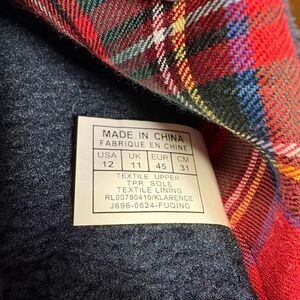 MADE IN CHINA
FABRIQUE EN CHINE
USA UK EUR CM
12 11 45 31
TEXTILE UPPER
TPR SOLE
TEXTILE LINING
RL00790410/KLARENCE
J696-0624-FUQING